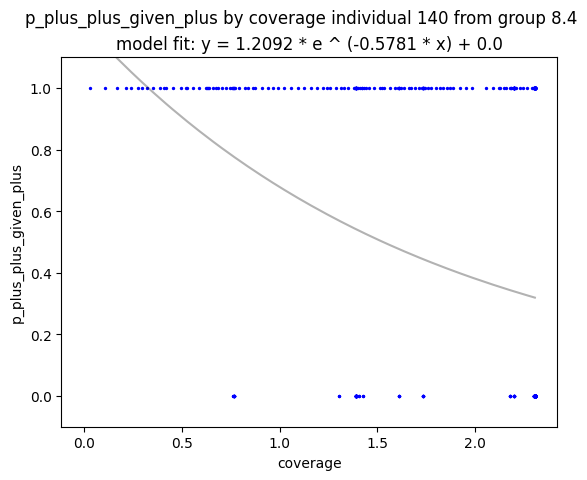 p_plus_plus_given_plus by coverage individual 140 from group 8.4
model fit: y = 1.2092 * e ^ (-0.5781 * x) + 0.0
p_plus_plus_given_plus
1.0
0.8
0.6
0.4
0.2
0.0
0.0 0.5 1.0 1.5 2.0
coverage